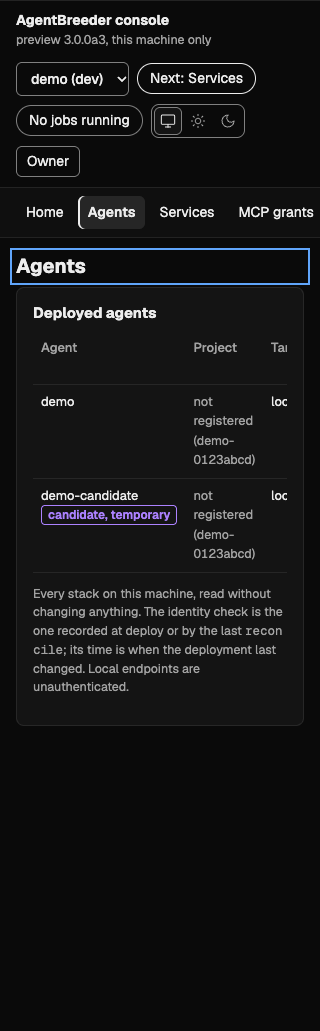 AgentBreeder console
preview 3.0.0a3, this machine only
demo (dev)
Next: Services
No jobs running
Owner
Home Agents Services MCP grants
Agents
Deployed agents
Agent Project Tar
demo not registered (demo-0123abcd) loc
demo-candidate not registered (demo-0123abcd) loc
candidate, temporary
Every stack on this machine, read without
changing anything. The identity check is the
one recorded at deploy or by the last recon
cile; its time is when the deployment last
changed. Local endpoints are
unauthenticated.